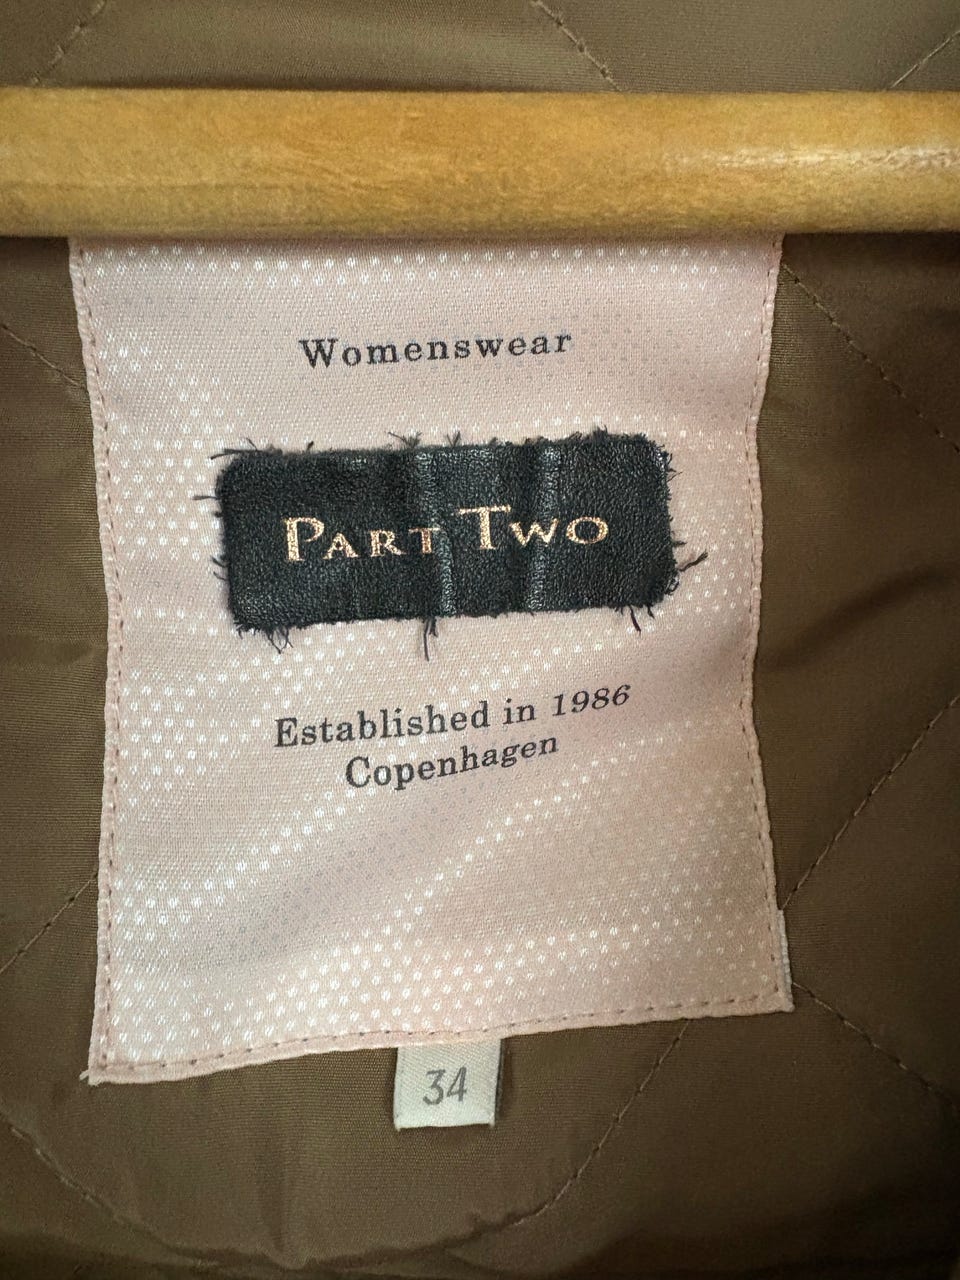 Womenswear
PART TWO
Established in 1986
Copenhagen
34